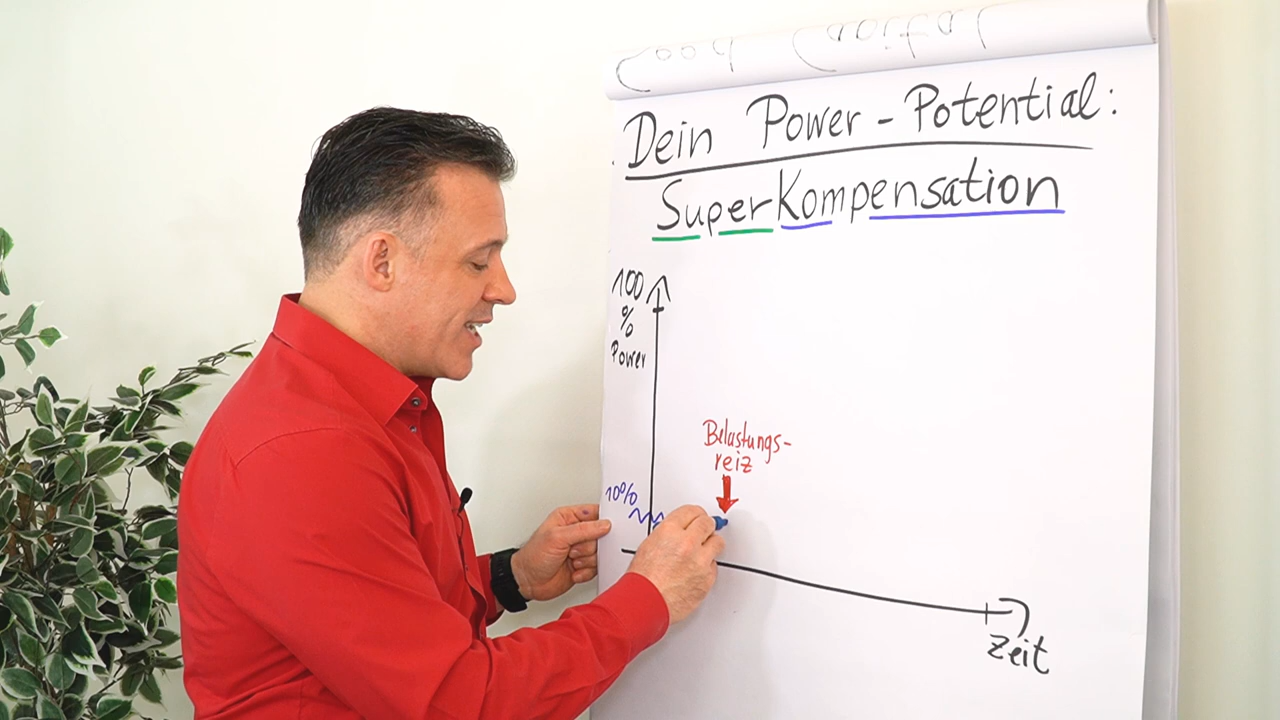 Dein Power - Potential:
SuperKompensation
100
%
Power
Belastungs-
reiz
10%
Zeit